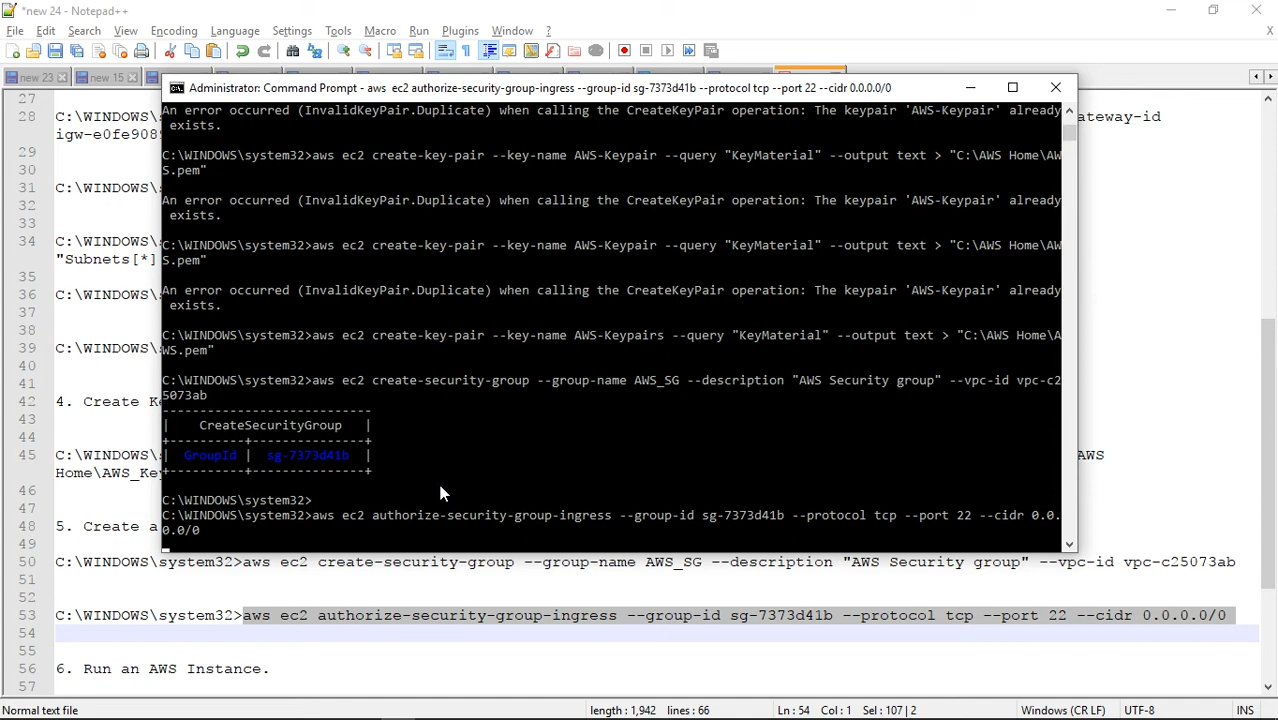 *new 24 - Notepad++
File Edit Search View Encoding Language Settings Tools Macro Run Plugins Window ?
new 23 new 15
Administrator: Command Prompt - aws ec2 authorize-security-group-ingress --group-id sg-7373d41b --protocol tcp --port 22 --cidr 0.0.0.0/0
An error occurred (InvalidKeyPair.Duplicate) when calling the CreateKeyPair operation: The keypair 'AWS-Keypair' already
exists.
C:\WINDOWS\system32>aws ec2 create-key-pair --key-name AWS-Keypair --query "KeyMaterial" --output text > "C:\AWS Home\AW
S.pem"
An error occurred (InvalidKeyPair.Duplicate) when calling the CreateKeyPair operation: The keypair 'AWS-Keypair' already
exists.
C:\WINDOWS\system32>aws ec2 create-key-pair --key-name AWS-Keypair --query "KeyMaterial" --output text > "C:\AWS Home\AW
S.pem"
An error occurred (InvalidKeyPair.Duplicate) when calling the CreateKeyPair operation: The keypair 'AWS-Keypair' already
exists.
C:\WINDOWS\system32>aws ec2 create-key-pair --key-name AWS-Keypairs --query "KeyMaterial" --output text > "C:\AWS Home\A
WS.pem"
C:\WINDOWS\system32>aws ec2 create-security-group --group-name AWS_SG --description "AWS Security group" --vpc-id vpc-c2
5073ab
----------------------------
| CreateSecurityGroup |
+----------+---------------+
| GroupId | sg-7373d41b |
+----------+---------------+
C:\WINDOWS\system32>
C:\WINDOWS\system32>aws ec2 authorize-security-group-ingress --group-id sg-7373d41b --protocol tcp --port 22 --cidr 0.0.
0.0/0
27
28 C:\WINDOWS\ ateway-id
igw-e0fe908
29
30
31 C:\WINDOWS\
32
33
34 C:\WINDOWS\
"Subnets[*]
35
36 C:\WINDOWS\
37
38
39 C:\WINDOWS\
40
41
42 4. Create K
43
44
45 C:\WINDOWS\ AWS
Home\AWS_Ke
46
47
48 5. Create a
49
50 C:\WINDOWS\system32>aws ec2 create-security-group --group-name AWS_SG --description "AWS Security group" --vpc-id vpc-c25073ab
51
52
53 C:\WINDOWS\system32>aws ec2 authorize-security-group-ingress --group-id sg-7373d41b --protocol tcp --port 22 --cidr 0.0.0.0/0
54
55
56 6. Run an AWS Instance.
57
Normal text file length : 1,942 lines : 66 Ln : 54 Col : 1 Sel : 107 | 2 Windows (CR LF) UTF-8 INS